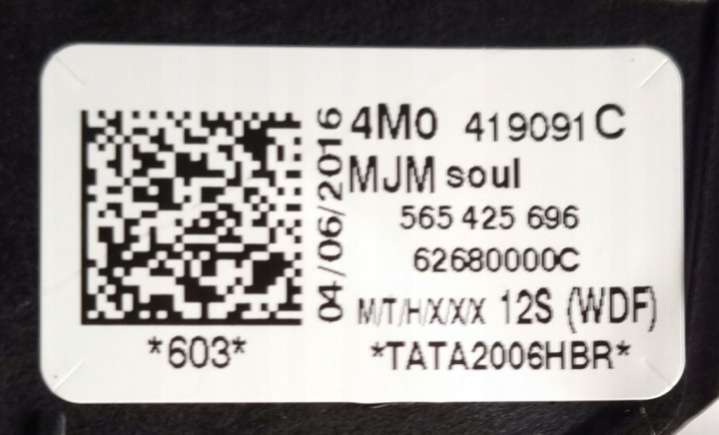 4M0 419091 C
MJM soul
565 425 696
62680000C
M/T/H/X/X/X 12S (WDF)
*TATA2006HBR*
04/06/2016
*603*